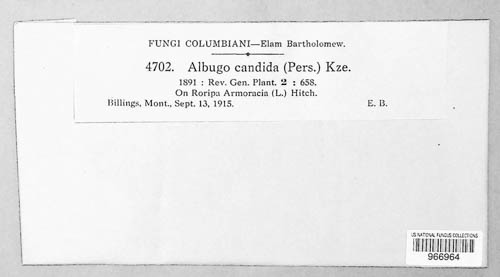 FUNGI COLUMBIANI—Elam Bartholomew.
4702. Albugo candida (Pers.) Kze.
1891 : Rev. Gen. Plant. 2 : 658.
On Roripa Armoracia (L.) Hitch.
Billings, Mont., Sept. 13, 1915. E. B.
US NATIONAL FUNGUS COLLECTIONS
966964